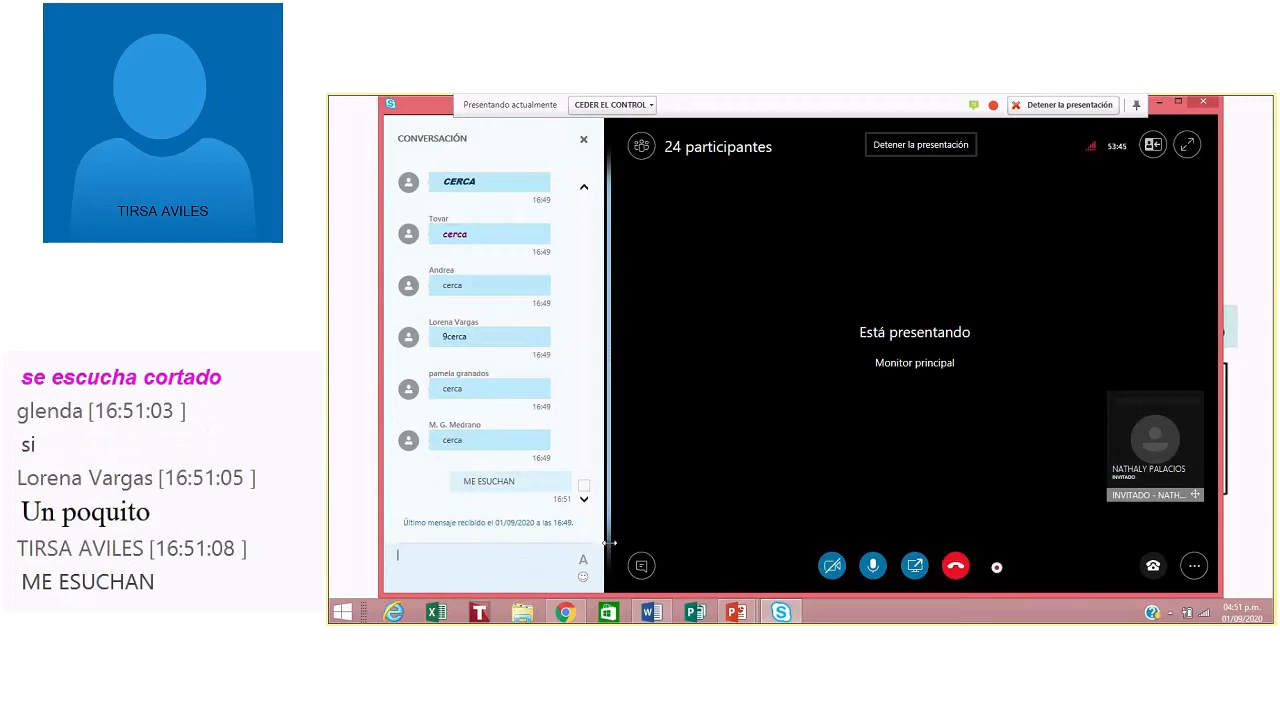 TIRSA AVILES
se escucha cortado
glenda [16:51:03 ]
si
Lorena Vargas [16:51:05 ]
Un poquito
TIRSA AVILES [16:51:08 ]
ME ESUCHAN
Presentando actualmente
CEDER EL CONTROL
Detener la presentación
CONVERSACIÓN
CERCA
16:49
Tovar
cerca
16:49
Andrea
cerca
16:49
Lorena Vargas
9cerca
16:49
pamela granados
cerca
16:49
M. G. Medrano
cerca
16:49
ME ESUCHAN
16:51
Último mensaje recibido el 01/09/2020 a las 16:49.
A
24 participantes
Detener la presentación
53:45
Está presentando
Monitor principal
NATHALY PALACIOS
INVITADO
INVITADO - NATH...
04:51 p.m.
01/09/2020